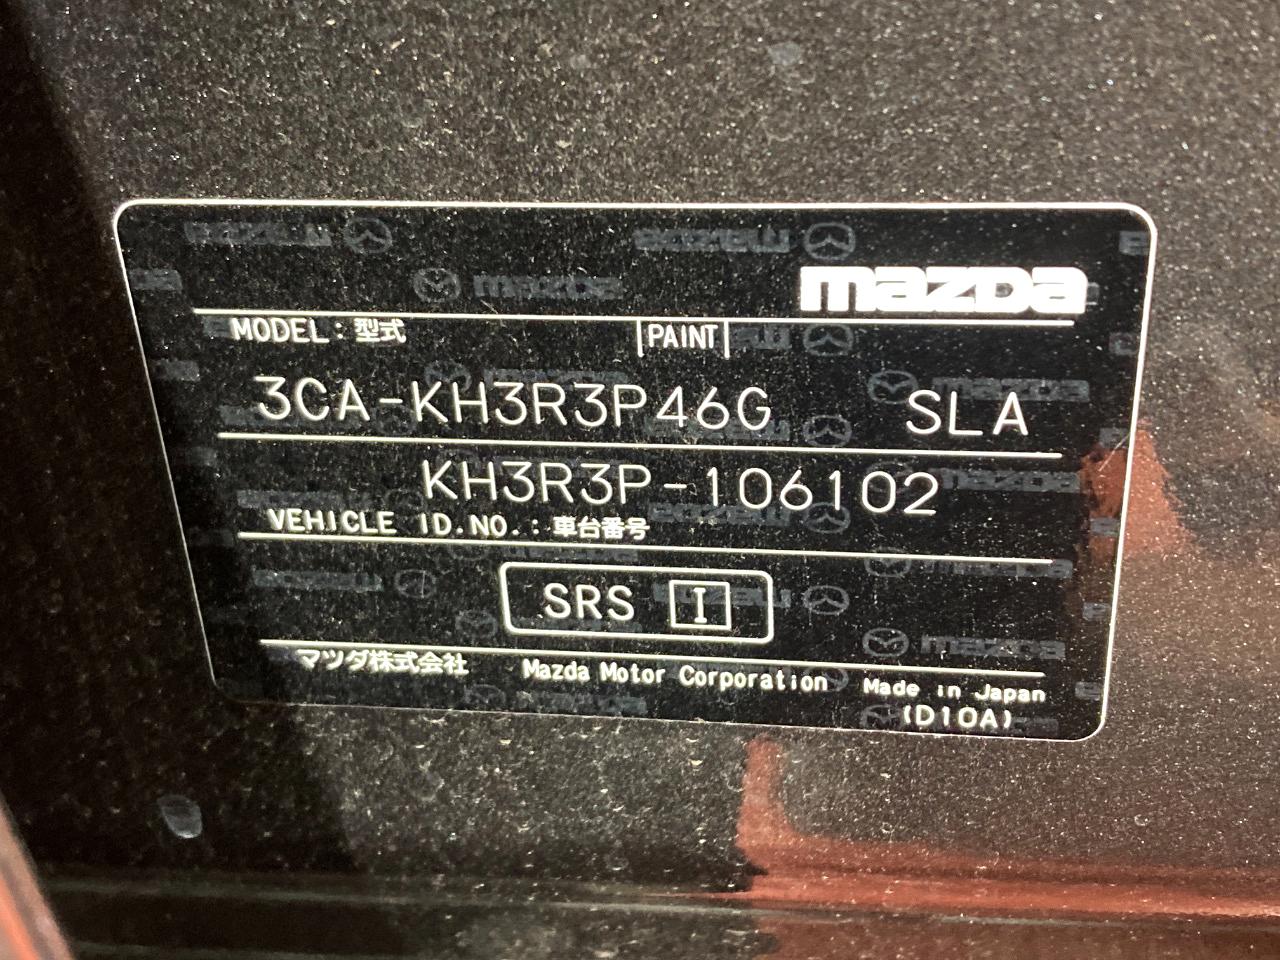 mazda
MODEL：型式 PAINT
3CA-KH3R3P46G SLA
KH3R3P-106102
VEHICLE ID.NO.：車台番号
SRS I
マツダ株式会社 Mazda Motor Corporation Made in Japan
(D10A)